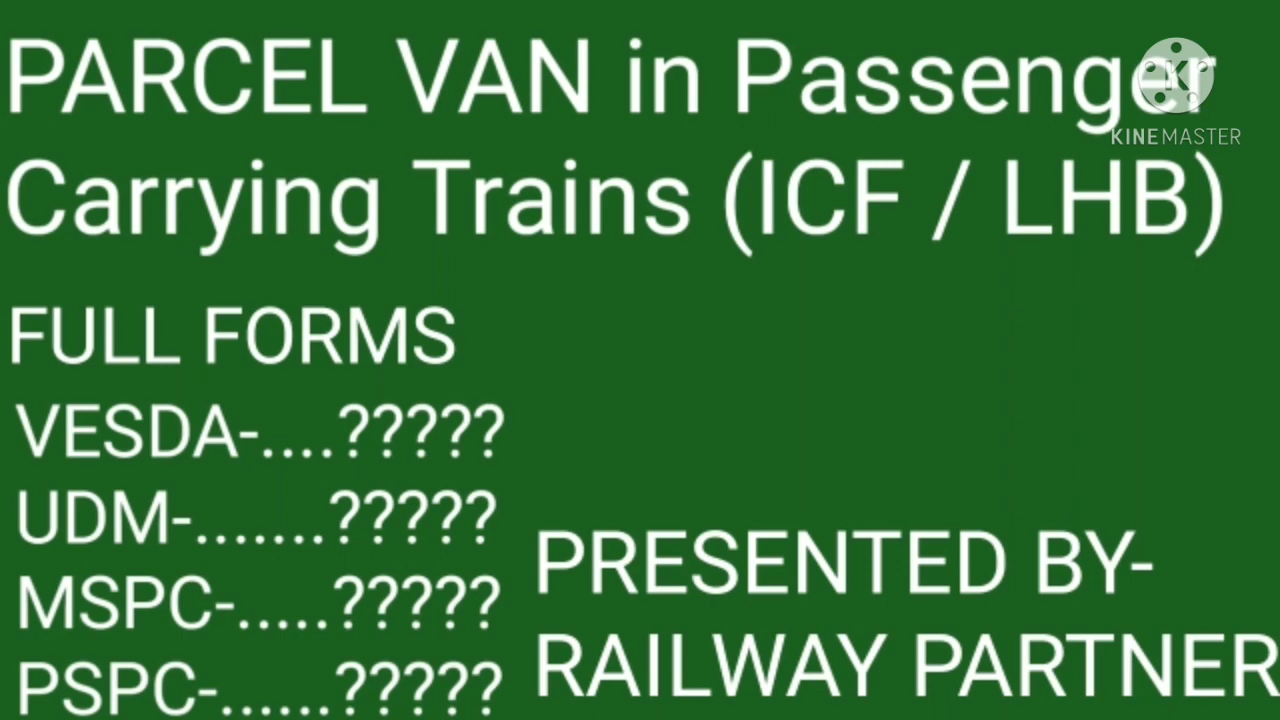 PARCEL VAN in Passenger
KINEMASTER
Carrying Trains (ICF / LHB)
FULL FORMS
VESDA-....?????
UDM-.......?????
MSPC-.....?????
PSPC-......?????
PRESENTED BY-
RAILWAY PARTNER